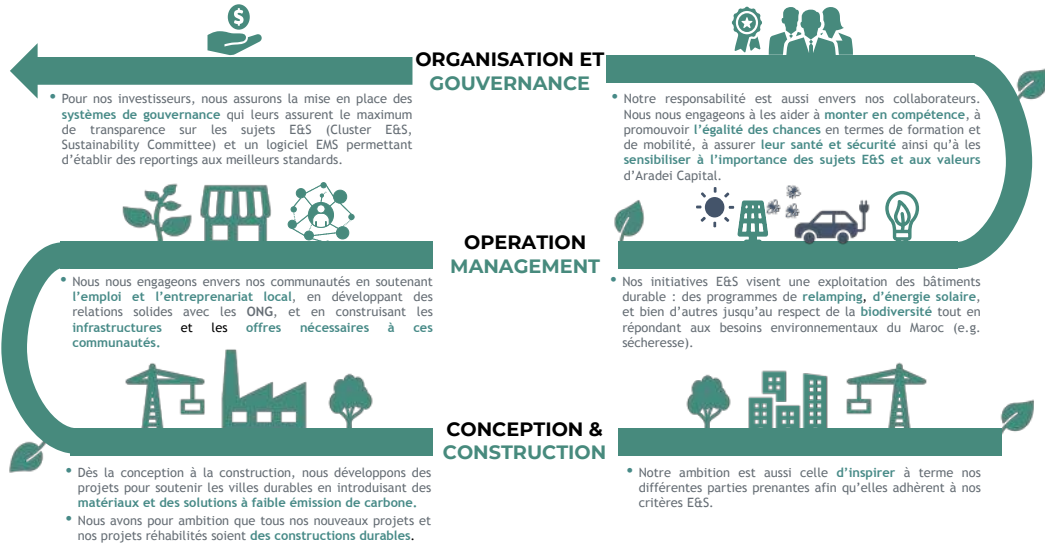 $
ORGANISATION ET
GOUVERNANCE
• Pour nos investisseurs, nous assurons la mise en place des
systèmes de gouvernance qui leurs assurent le maximum
de transparence sur les sujets E&S (Cluster E&S,
Sustainability Committee) et un logiciel EMS permettant
d'établir des reportings aux meilleurs standards.
• Notre responsabilité est aussi envers nos collaborateurs.
Nous nous engageons à les aider à monter en compétence, à
promouvoir l'égalité des chances en termes de formation et
de mobilité, à assurer leur santé et sécurité ainsi qu'à les
sensibiliser à l'importance des sujets E&S et aux valeurs
d'Aradei Capital.
OPERATION
MANAGEMENT
• Nous nous engageons envers nos communautés en soutenant
l'emploi et l'entreprenariat local, en développant des
relations solides avec les ONG, et en construisant les
infrastructures et les offres nécessaires à ces
communautés.
• Nos initiatives E&S visent une exploitation des bâtiments
durable : des programmes de relamping, d'énergie solaire,
et bien d'autres jusqu'au respect de la biodiversité tout en
répondant aux besoins environnementaux du Maroc (e.g.
sécheresse).
CONCEPTION &
CONSTRUCTION
• Dès la conception à la construction, nous développons des
projets pour soutenir les villes durables en introduisant des
matériaux et des solutions à faible émission de carbone.
• Nous avons pour ambition que tous nos nouveaux projets et
nos projets réhabilités soient des constructions durables.
• Notre ambition est aussi celle d'inspirer à terme nos
différentes parties prenantes afin qu'elles adhèrent à nos
critères E&S.